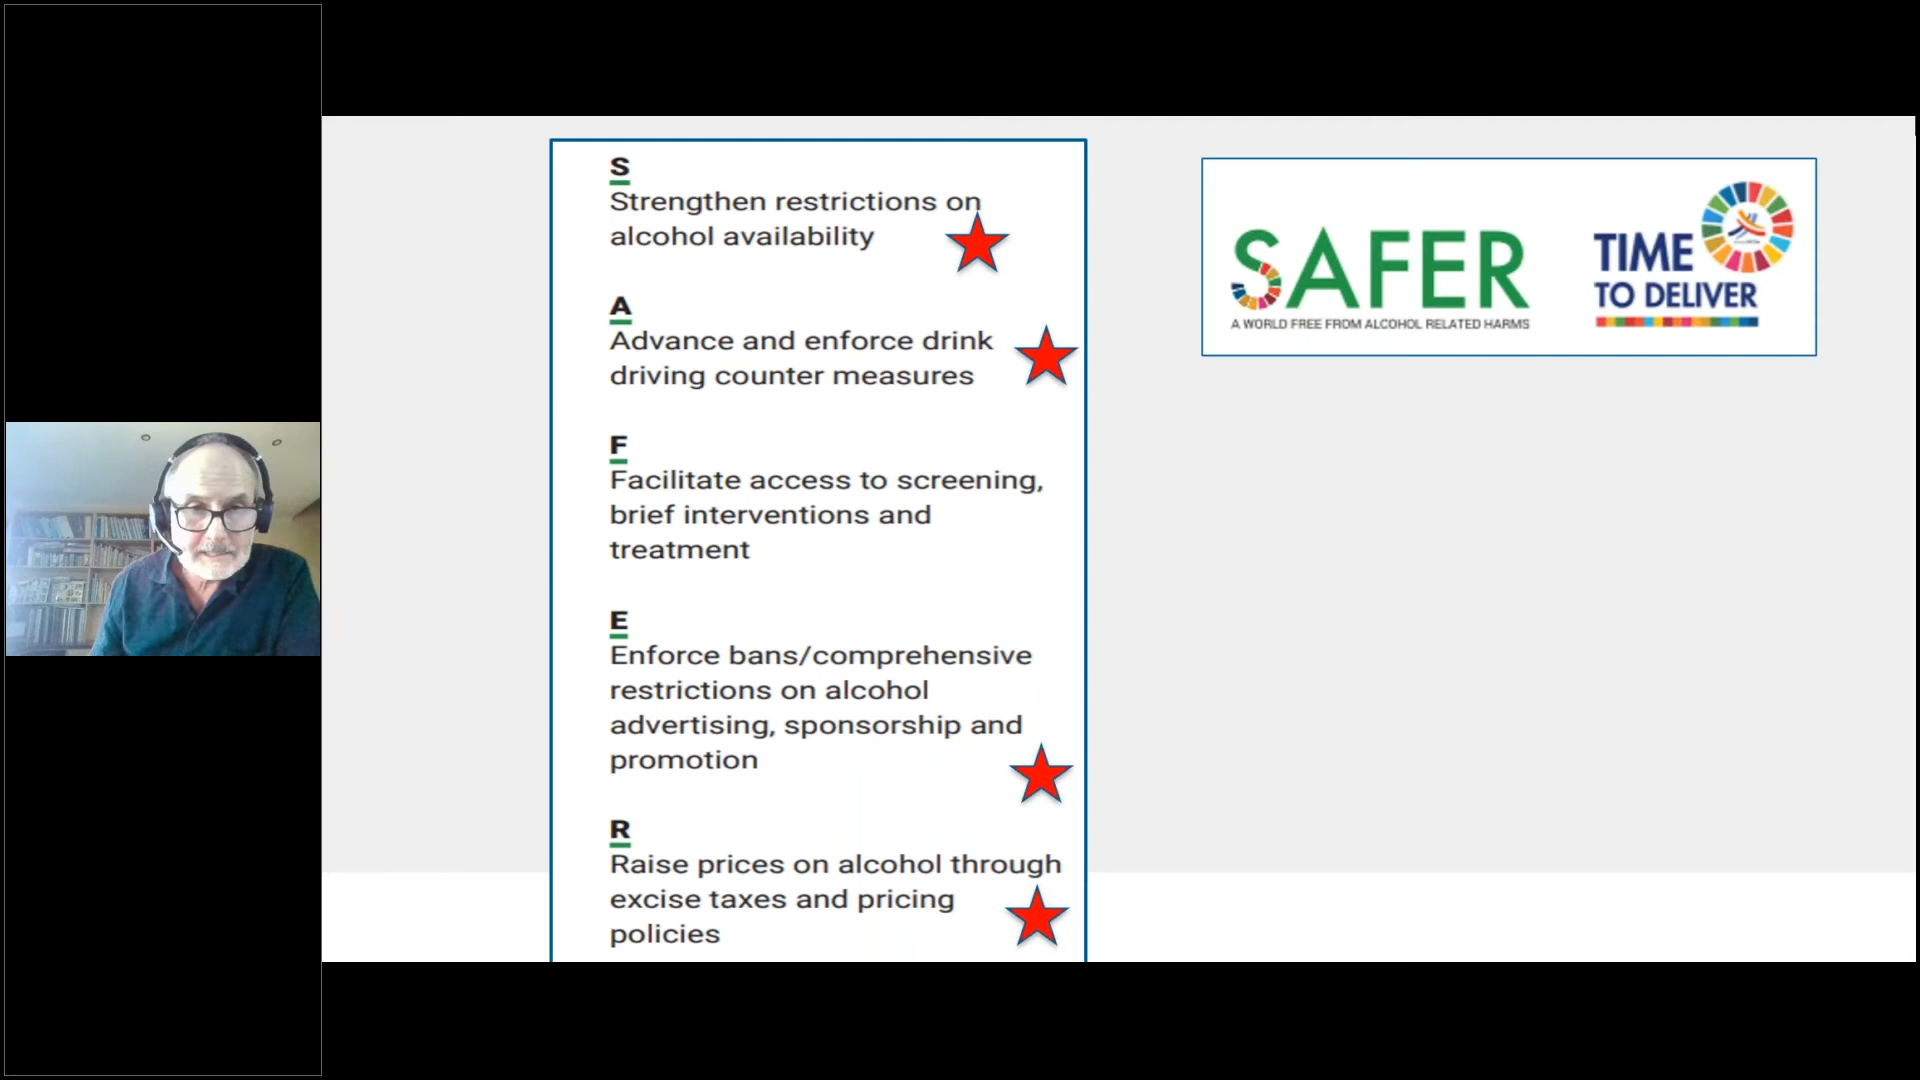 S
Strengthen restrictions on
alcohol availability
A
Advance and enforce drink
driving counter measures
F
Facilitate access to screening,
brief interventions and
treatment
E
Enforce bans/comprehensive
restrictions on alcohol
advertising, sponsorship and
promotion
R
Raise prices on alcohol through
excise taxes and pricing
policies
SAFER
A WORLD FREE FROM ALCOHOL RELATED HARMS
TIME
TO DELIVER